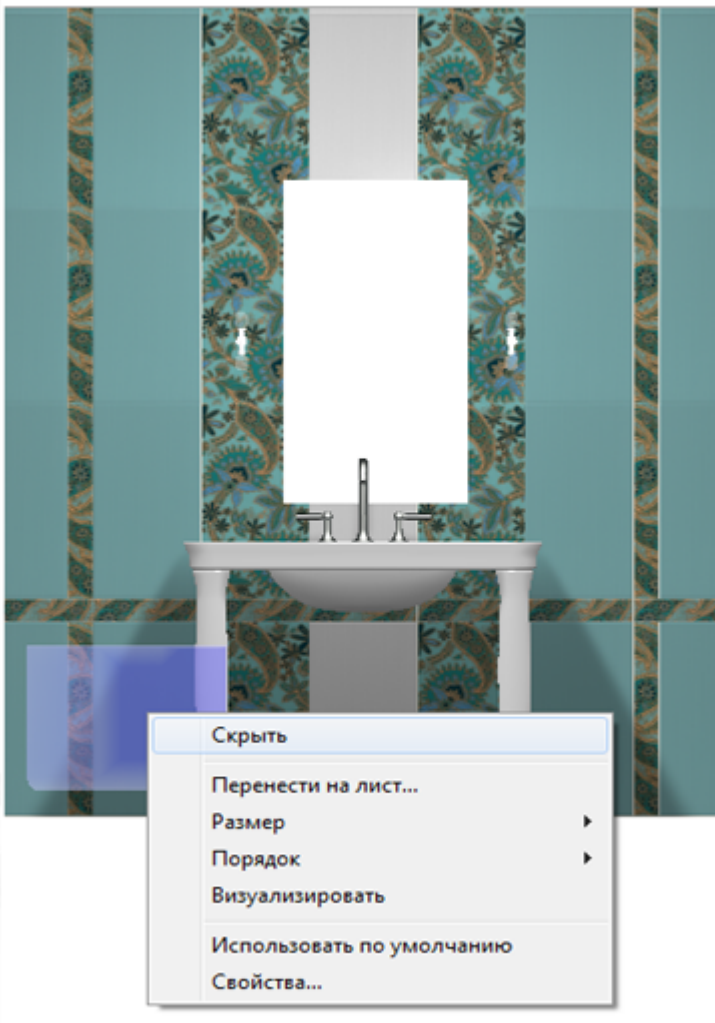 Скрыть
Перенести на лист...
Размер
Порядок
Визуализировать
Использовать по умолчанию
Свойства...